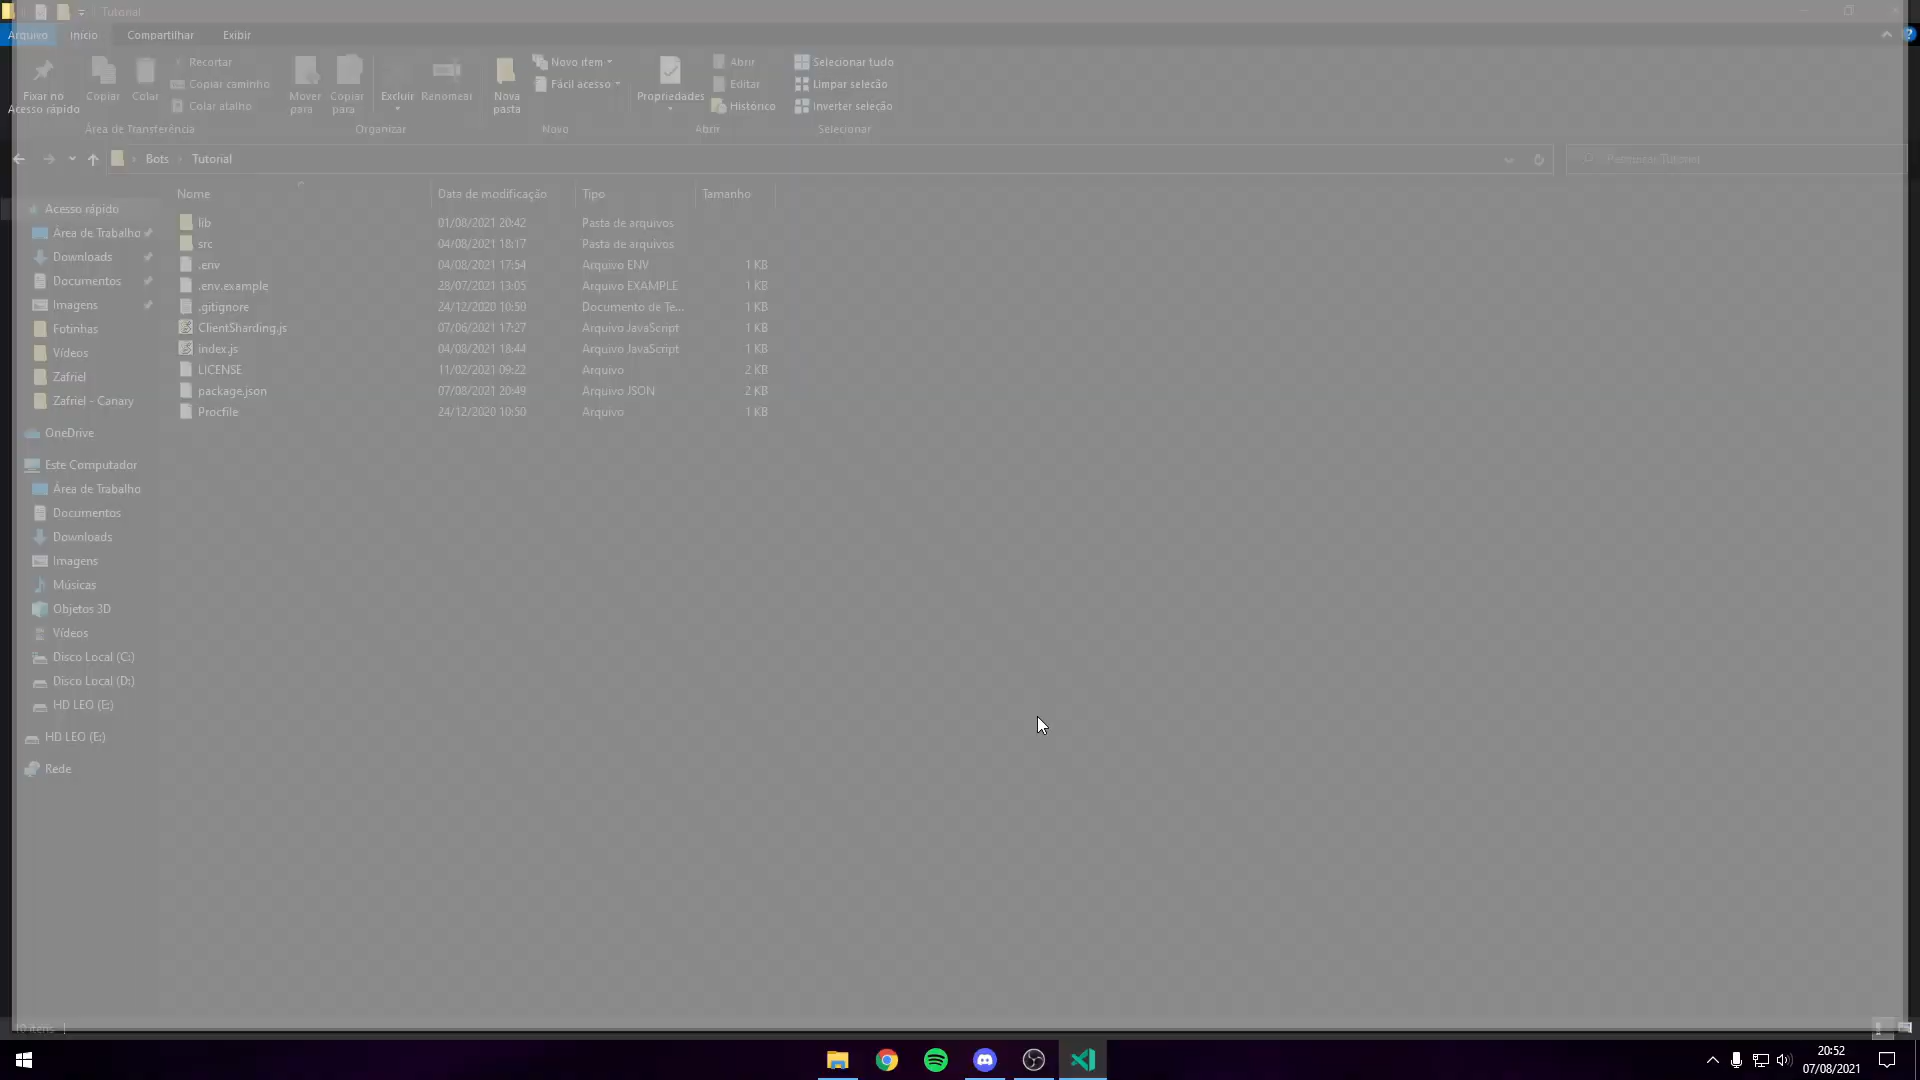 Tutorial
Arquivo Início Compartilhar Exibir
Fixar no Acesso rápido
Copiar
Colar
Recortar
Copiar caminho
Colar atalho
Área de Transferência
Mover para
Copiar para
Excluir
Renomear
Organizar
Nova pasta
Novo item
Fácil acesso
Novo
Propriedades
Abrir
Editar
Histórico
Abrir
Selecionar tudo
Limpar seleção
Inverter seleção
Selecionar
Bots Tutorial
Pesquisar Tutorial
Nome Data de modificação Tipo Tamanho
lib 01/08/2021 20:42 Pasta de arquivos
src 04/08/2021 18:17 Pasta de arquivos
.env 04/08/2021 17:54 Arquivo ENV 1 KB
.env.example 28/07/2021 13:05 Arquivo EXAMPLE 1 KB
.gitignore 24/12/2020 10:50 Documento de Te... 1 KB
ClientSharding.js 07/06/2021 17:27 Arquivo JavaScript 1 KB
index.js 04/08/2021 18:44 Arquivo JavaScript 1 KB
LICENSE 11/02/2021 09:22 Arquivo 2 KB
package.json 07/08/2021 20:49 Arquivo JSON 2 KB
Procfile 24/12/2020 10:50 Arquivo 1 KB
Acesso rápido
Área de Trabalho
Downloads
Documentos
Imagens
Fotinhas
Vídeos
Zafriel
Zafriel - Canary
OneDrive
Este Computador
Área de Trabalho
Documentos
Downloads
Imagens
Músicas
Objetos 3D
Vídeos
Disco Local (C:)
Disco Local (D:)
HD LEO (E:)
HD LEO (E:)
Rede
10 itens
20:52
07/08/2021